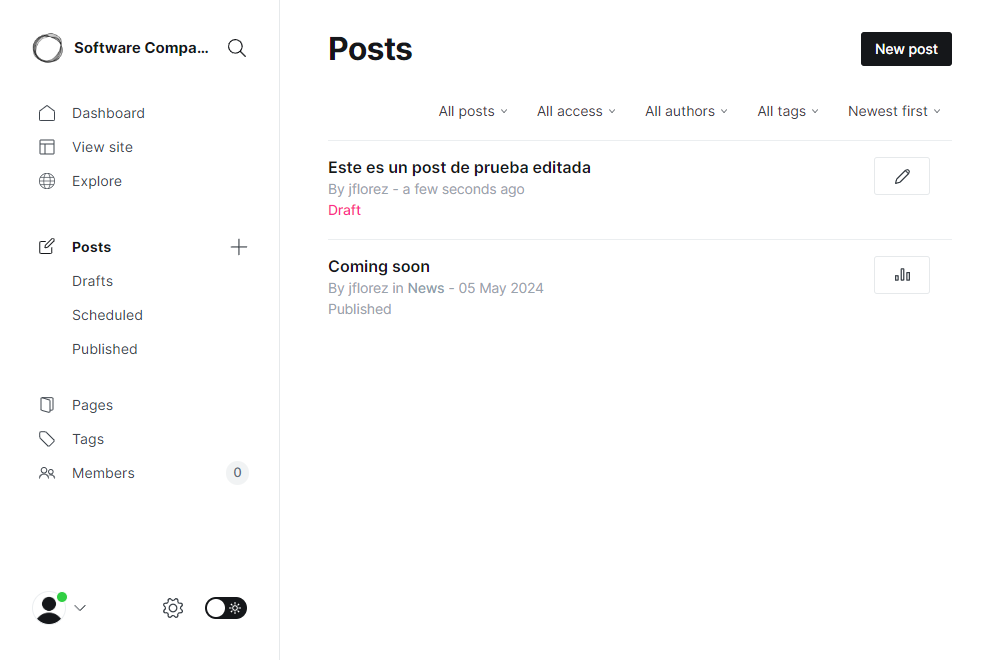 Software Compa...
Dashboard
View site
Explore
Posts
Drafts
Scheduled
Published
Pages
Tags
Members 0
Posts
New post
All posts All access All authors All tags Newest first
Este es un post de prueba editada
By jflorez - a few seconds ago
Draft
Coming soon
By jflorez in News - 05 May 2024
Published